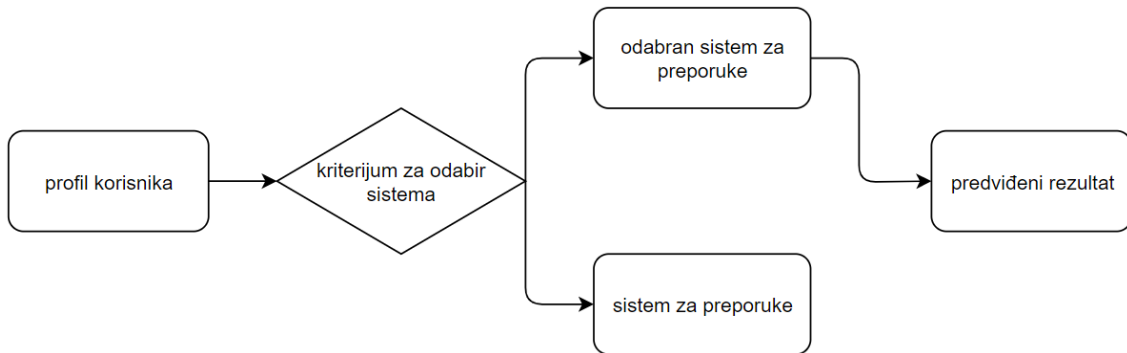 profil korisnika
kriterijum za odabir
sistema
odabran sistem za
preporuke
sistem za preporuke
predviđeni rezultat